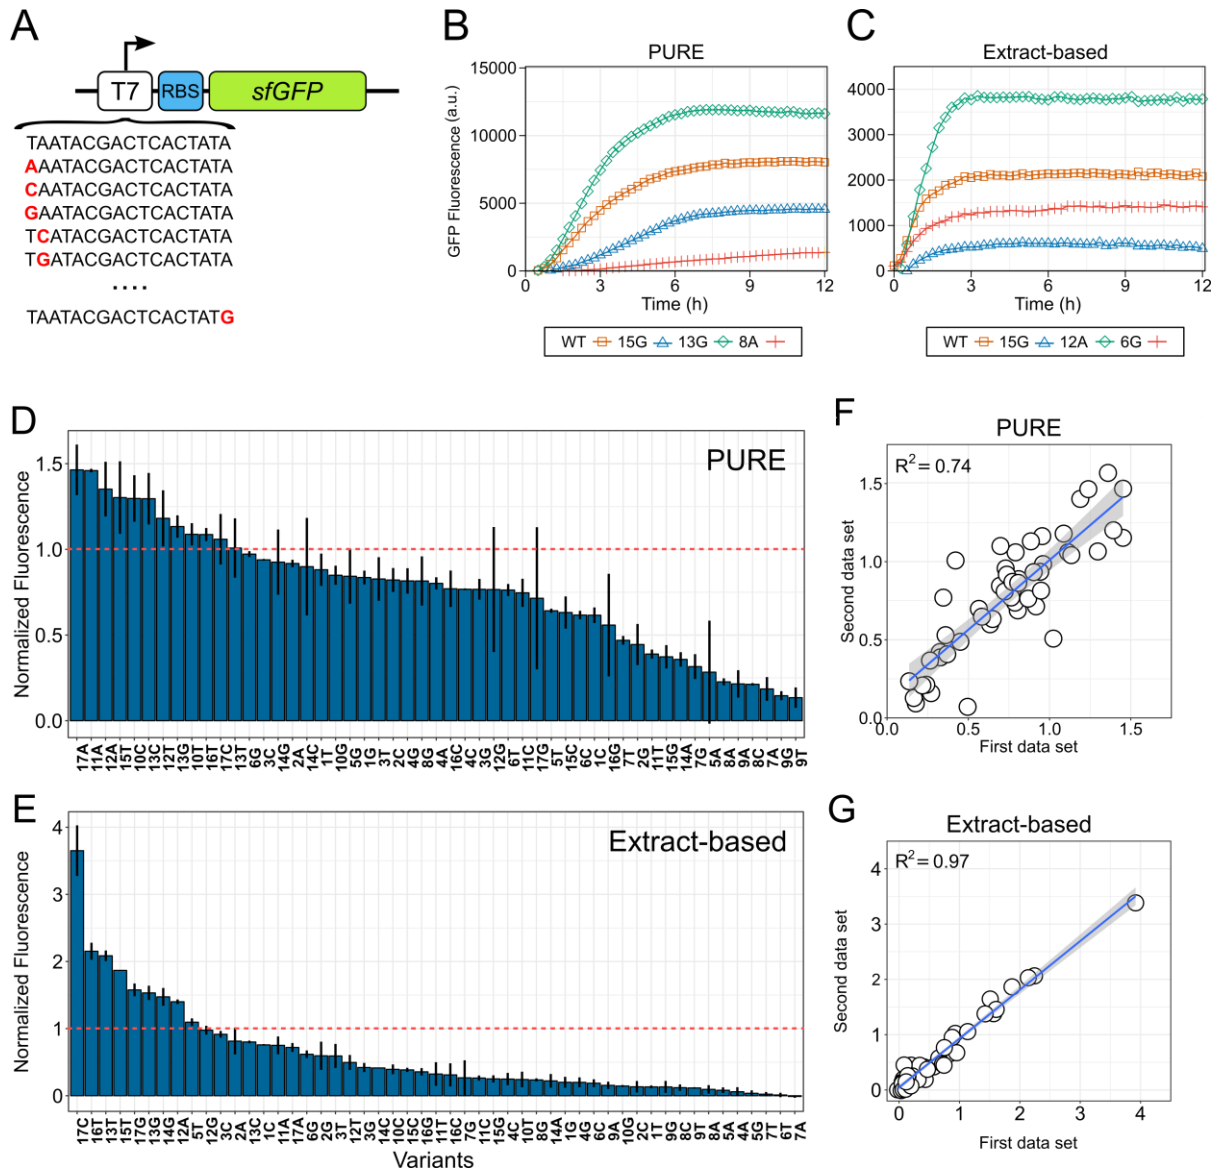 A
T7
RBS
sfGFP
TAATACGACTCACTATA
AAATACGACTCACTATA
CAATACGACTCACTATA
GAATACGACTCACTATA
TCATACGACTCACTATA
TGATACGACTCACTATA
....
TAATACGACTCACTATG
B
PURE
GFP Fluorescence (a.u.)
15000
10000
5000
0
3
6
9
12
Time (h)
WT 15G 13G 8A
C
Extract-based
4000
3000
2000
1000
0
0
3
6
9
12
Time (h)
WT 15G 12A 6G
D
PURE
Normalized Fluorescence
1.5
1.0
0.5
0.0
17A 11A 12A 15T 10C 13C 12T 13G 10T 16T 17C 13T 6G 3C 14G 2A 14C 1T 10G 5G 1G 3T 2C 4G 8G 4A 16C 4C 3G 12G 6T 11C 17G 5T 15C 6C 1C 16G 7T 2G 11T 15G 14A 7G 5A 8A 9A 8C 7A 9G 9T
E
Extract-based
Normalized Fluorescence
4
3
2
1
0
17C 16T 13T 15T 17G 13G 14G 12A 5T 12G 3C 2A 13C 1C 11A 17A 6G 2G 3T 12T 3G 14C 10C 15C 16C 11T 7G 11C 15G 4C 10T 8G 14A 1G 4G 6C 9A 10G 2C 1T 9G 8C 9T 8A 5A 4A 5G 7T 6T 7A
Variants
F
PURE
R2 = 0.74
Second data set
1.5
1.0
0.5
0.0
0.5
1.0
1.5
First data set
G
Extract-based
R2 = 0.97
Second data set
4
3
2
1
0
0
1
2
3
4
First data set